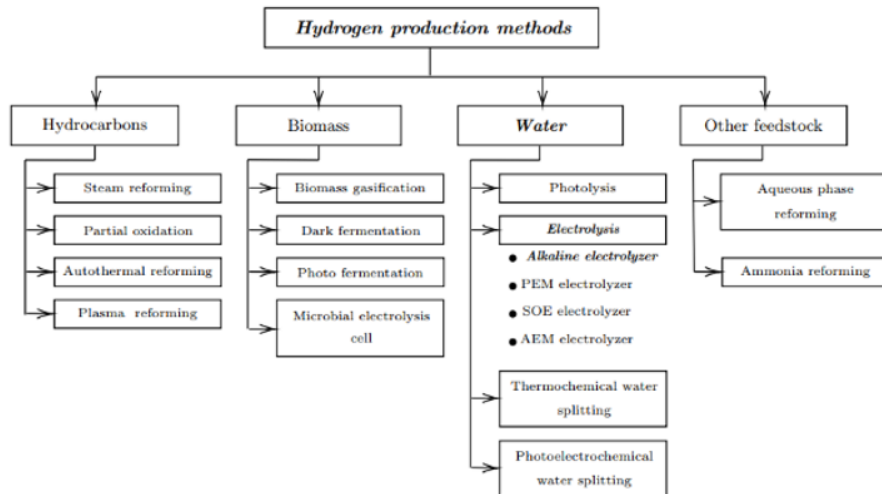 Hydrogen production methods
Hydrocarbons
Steam reforming
Partial oxidation
Autothermal reforming
Plasma reforming
Biomass
Biomass gasification
Dark fermentation
Photo fermentation
Microbial electrolysis
cell
Water
Photolysis
Electrolysis
● Alkaline electrolyzer
● PEM electrolyzer
● SOE electrolyzer
● AEM electrolyzer
Thermochemical water
splitting
Photoelectrochemical
water splitting
Other feedstock
Aqueous phase
reforming
Ammonia reforming